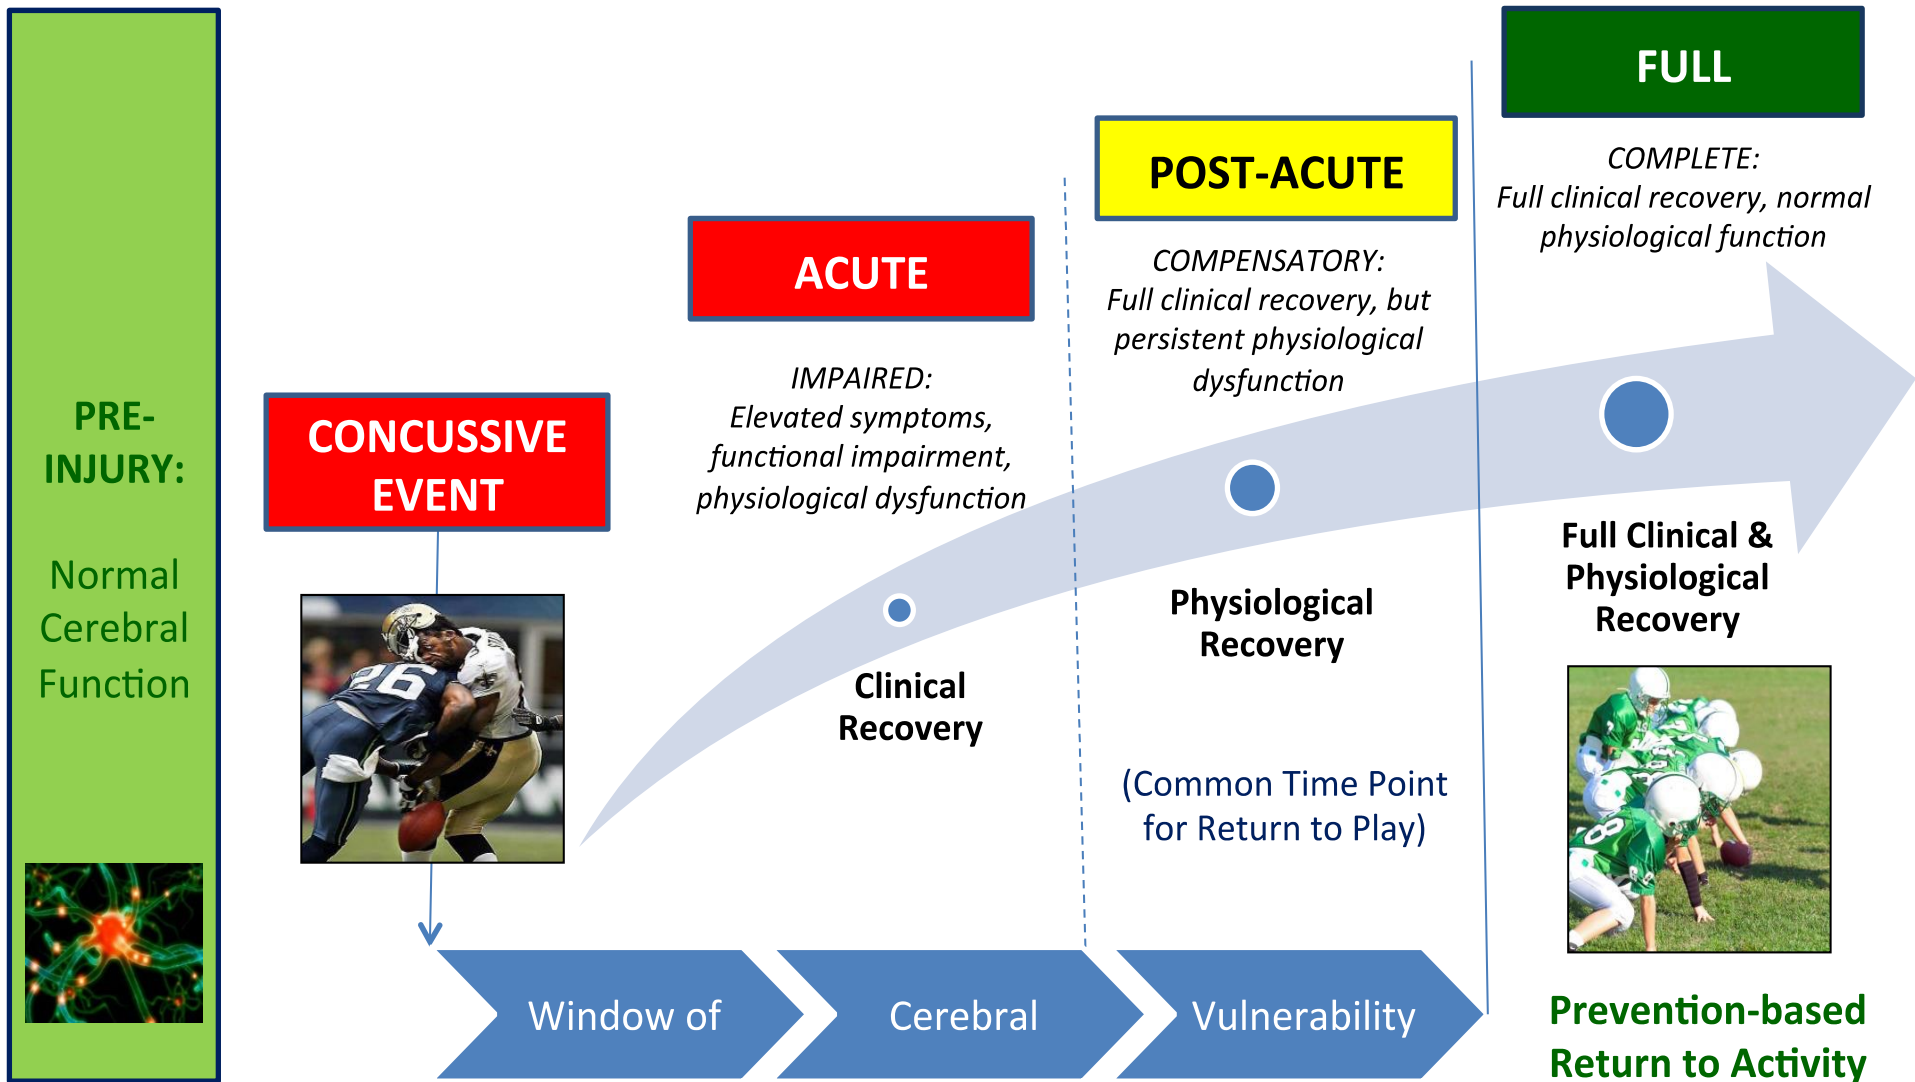 PRE-
INJURY:
Normal
Cerebral
Function
CONCUSSIVE
EVENT
26
ACUTE
IMPAIRED:
Elevated symptoms,
functional impairment,
physiological dysfunction
Clinical
Recovery
POST-ACUTE
COMPENSATORY:
Full clinical recovery, but
persistent physiological
dysfunction
Physiological
Recovery
(Common Time Point
for Return to Play)
FULL
COMPLETE:
Full clinical recovery, normal
physiological function
Full Clinical &
Physiological
Recovery
8
Prevention-based
Return to Activity
Window of
Cerebral
Vulnerability